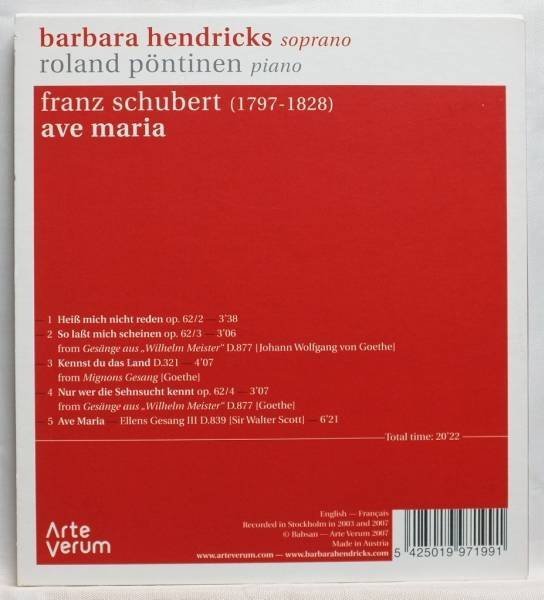 barbara hendricks soprano
roland pöntinen piano
franz schubert (1797-1828)
ave maria
1 Heiß mich nicht reden op. 62/2 — 3'38
2 So laßt mich scheinen op. 62/3 — 3'06
from Gesänge aus „Wilhelm Meister" D.877 [Johann Wolfgang von Goethe]
3 Kennst du das Land D.321 — 4'07
from Mignons Gesang [Goethe]
4 Nur wer die Sehnsucht kennt op. 62/4 — 3'07
from Gesänge aus „Wilhelm Meister" D.877 [Goethe]
5 Ave Maria — Ellens Gesang III D.839 [Sir Walter Scott] — 6'21
Total time: 20'22
English — Français
Recorded in Stockholm in 2003 and 2007
© Babsan — Arte Verum 2007
Made in Austria
www.arteverum.com — www.barbarahendricks.com
Arte
Verum
5 425019 971991